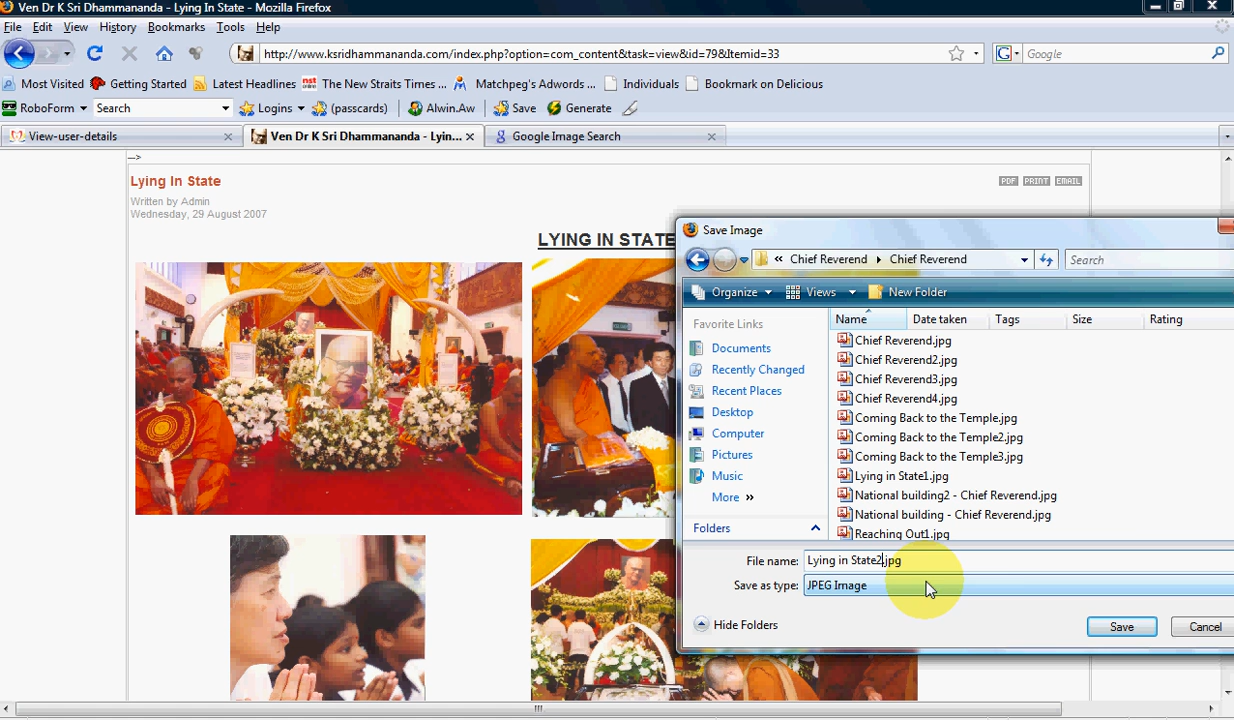 Ven Dr K Sri Dhammananda - Lying In State - Mozilla Firefox
File Edit View History Bookmarks Tools Help
http://www.ksridhammananda.com/index.php?option=com_content&task=view&id=79&Itemid=33
G Google
Most Visited Getting Started Latest Headlines nst The New Straits Times ... Matchpeg's Adwords ... Individuals Bookmark on Delicious
RoboForm Search Logins (passcards) Alwin.Aw Save Generate
View-user-details Ven Dr K Sri Dhammananda - Lyin... Google Image Search
-->
Lying In State
PDF PRINT EMAIL
Written by Admin
Wednesday, 29 August 2007
LYING IN STATE
Save Image
« Chief Reverend Chief Reverend Search
Organize Views New Folder
Favorite Links
Documents
Recently Changed
Recent Places
Desktop
Computer
Pictures
Music
More »
Folders
Name Date taken Tags Size Rating
Chief Reverend.jpg
Chief Reverend2.jpg
Chief Reverend3.jpg
Chief Reverend4.jpg
Coming Back to the Temple.jpg
Coming Back to the Temple2.jpg
Coming Back to the Temple3.jpg
Lying in State1.jpg
National building2 - Chief Reverend.jpg
National building - Chief Reverend.jpg
Reaching Out1.jpg
File name: Lying in State2.jpg
Save as type: JPEG Image
Hide Folders
Save Cancel